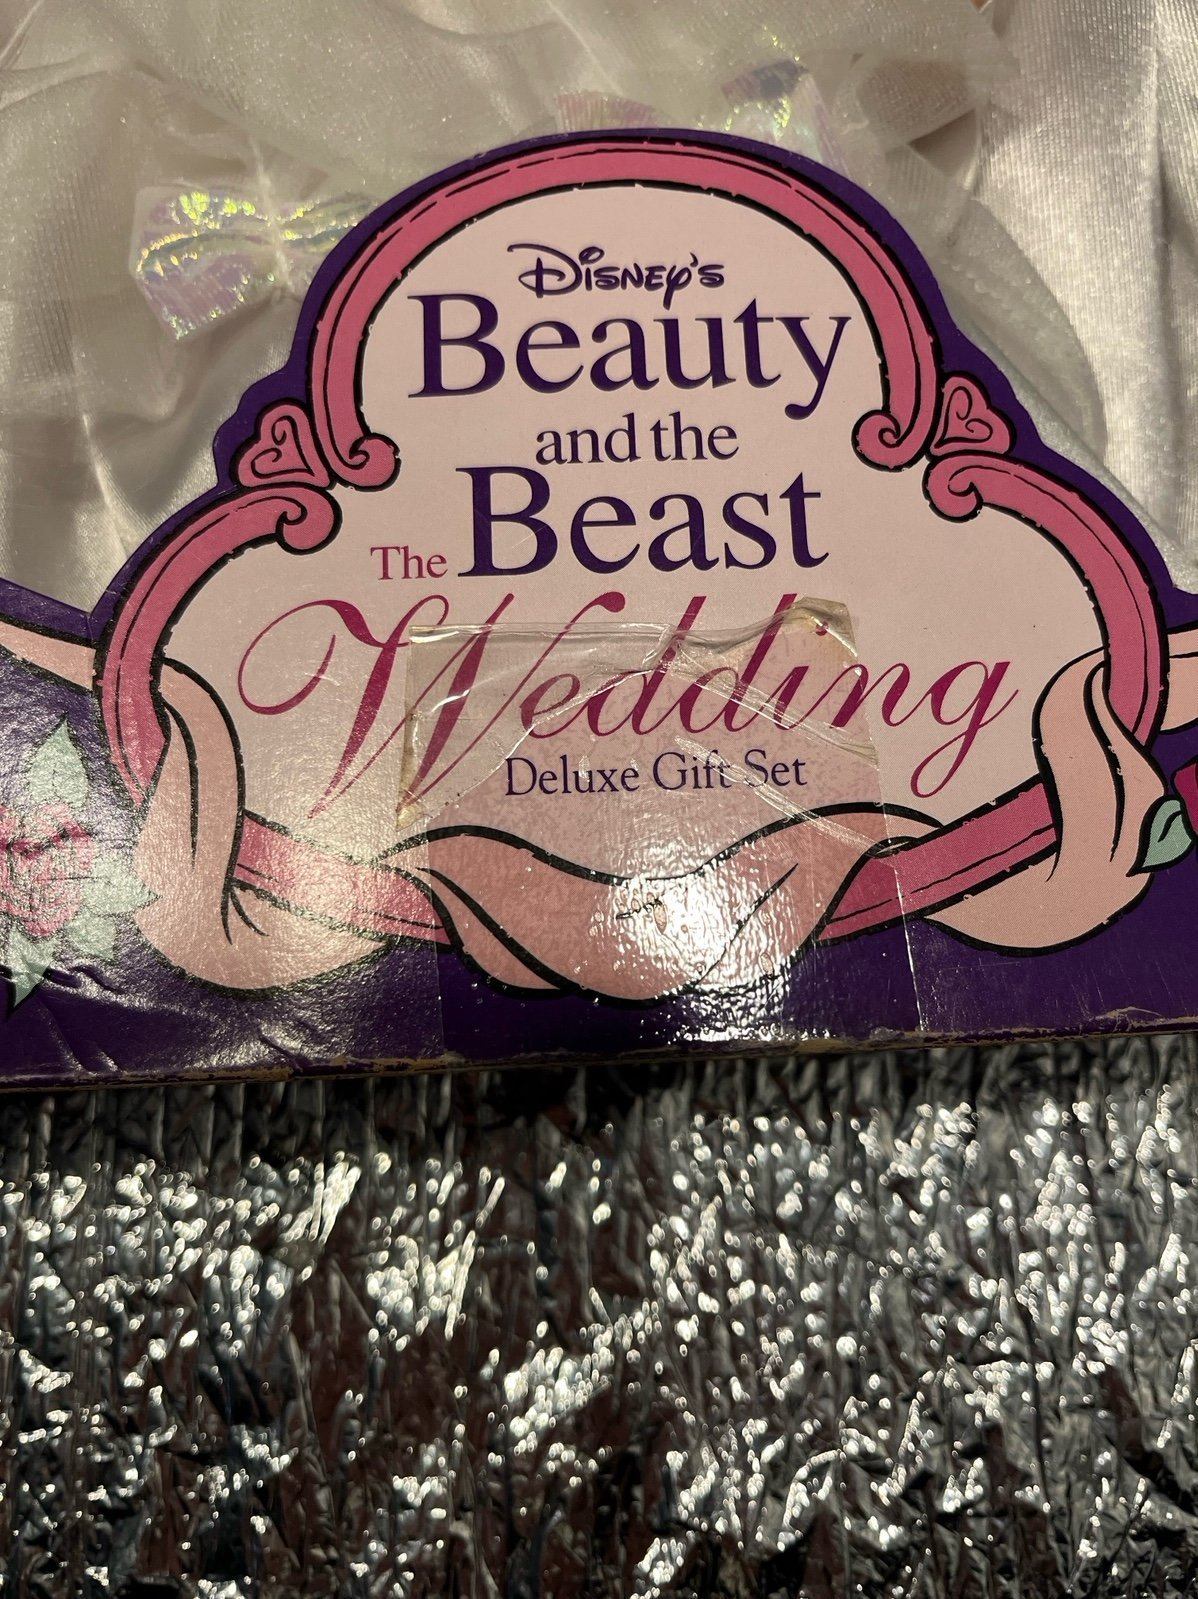 Disney's
Beauty
and the
The Beast
Wedding
Deluxe Gift Set